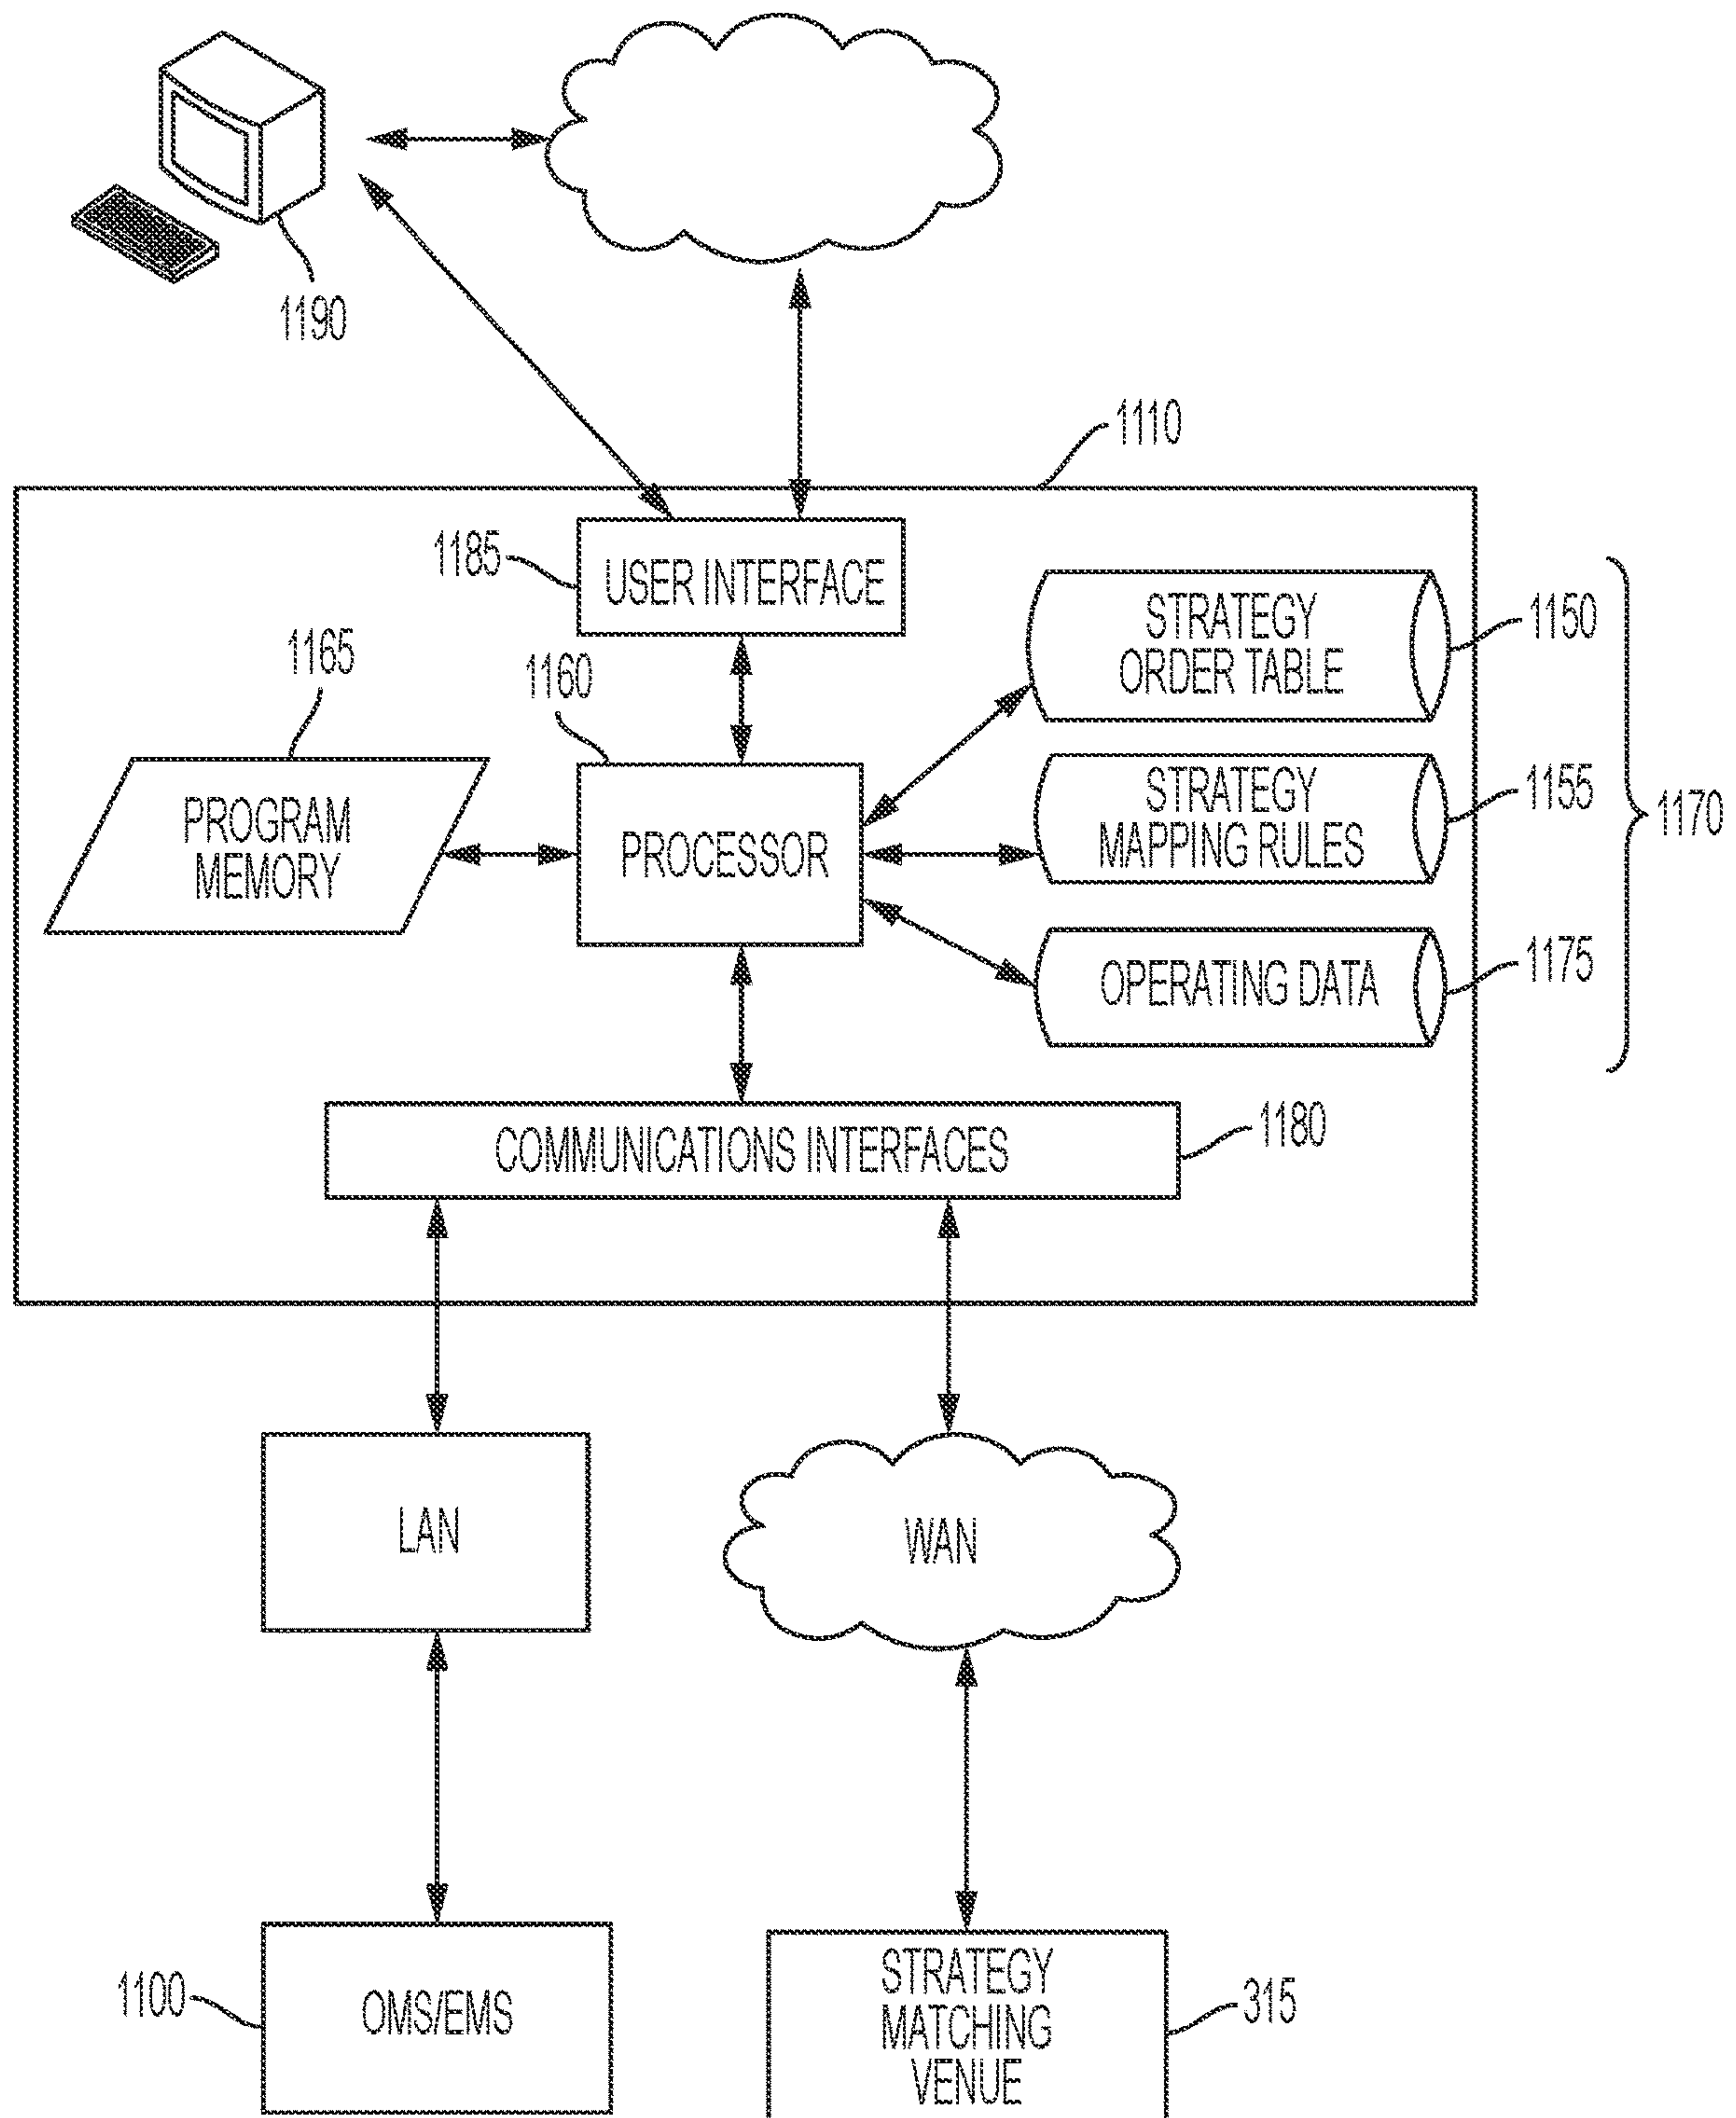 1190
1110
1185
USER INTERFACE
STRATEGY
ORDER TABLE
1150
1165
1160
PROGRAM
MEMORY
PROCESSOR
STRATEGY
MAPPING RULES
1155
1170
OPERATING DATA
1175
COMMUNICATIONS INTERFACES
1180
LAN
WAN
1100
OMS/EMS
STRATEGY
MATCHING
VENUE
315